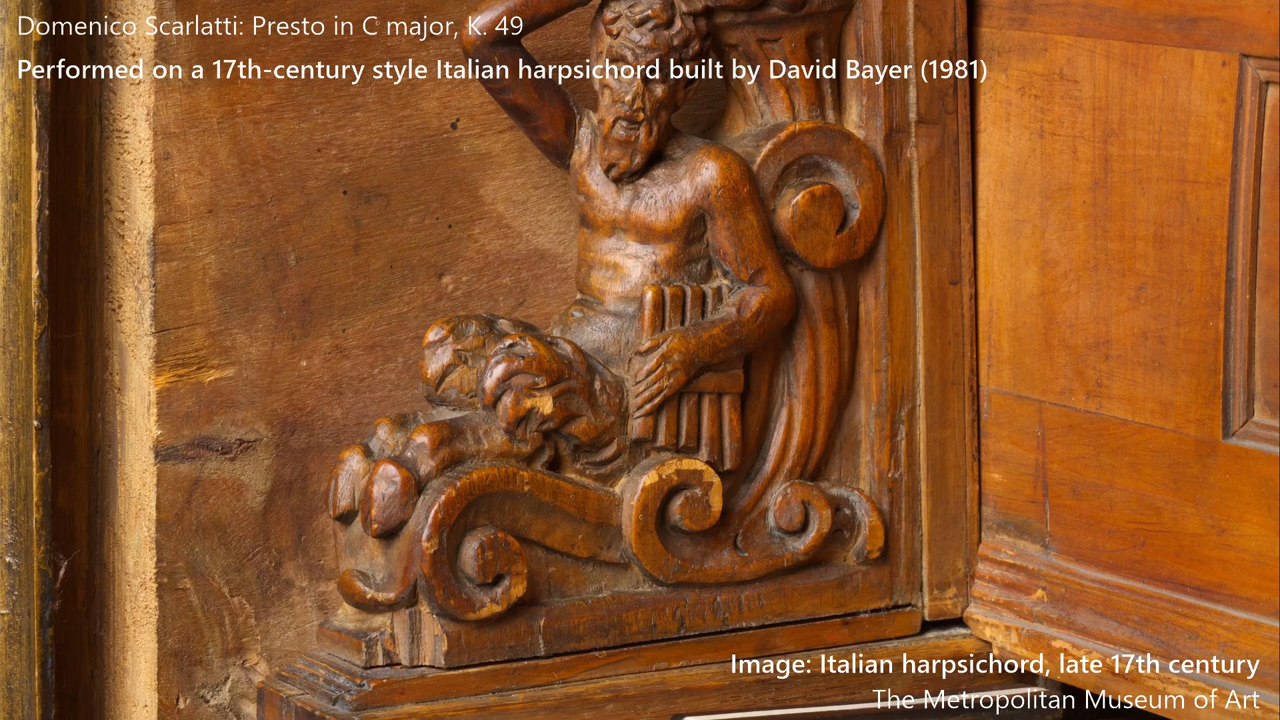 Domenico Scarlatti: Presto in C major, K. 49
Performed on a 17th-century style Italian harpsichord built by David Bayer (1981)
Image: Italian harpsichord, late 17th century
The Metropolitan Museum of Art